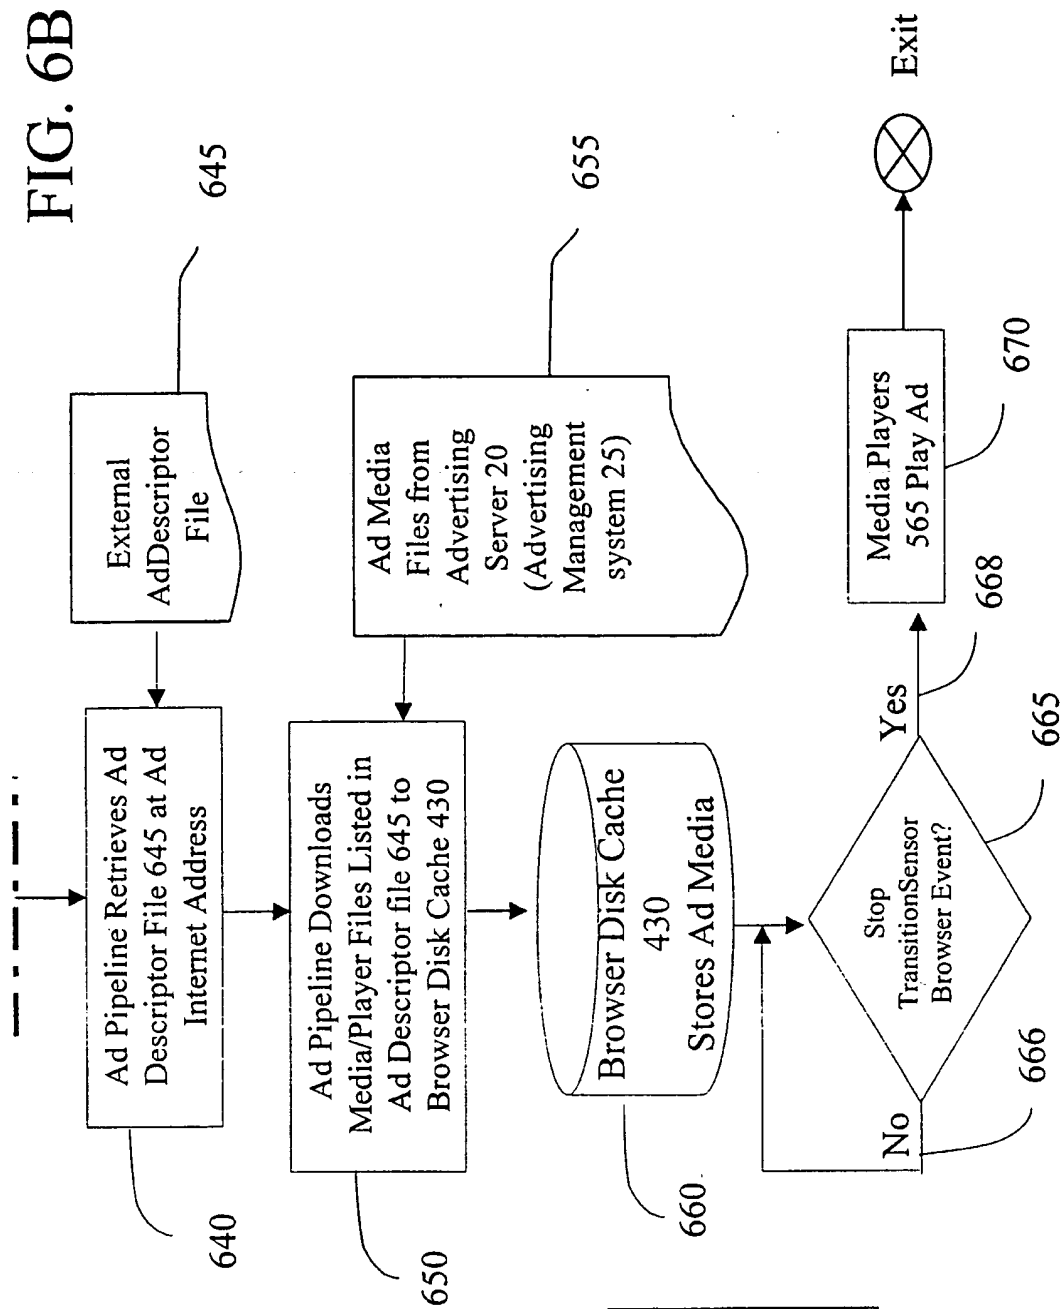 FIG. 6B
External
AdDescriptor
File
645
Ad Pipeline Retrieves Ad
Descriptor File 645 at Ad
Internet Address
640
Ad Media
Files from
Advertising
Server 20
(Advertising
Management
system 25)
655
Ad Pipeline Downloads
Media/Player Files Listed in
Ad Descriptor file 645 to
Browser Disk Cache 430
650
Browser Disk Cache
430
Stores Ad Media
660
Stop
TransitionSensor
Browser Event?
665
No
666
Yes
668
Media Players
565 Play Ad
670
Exit